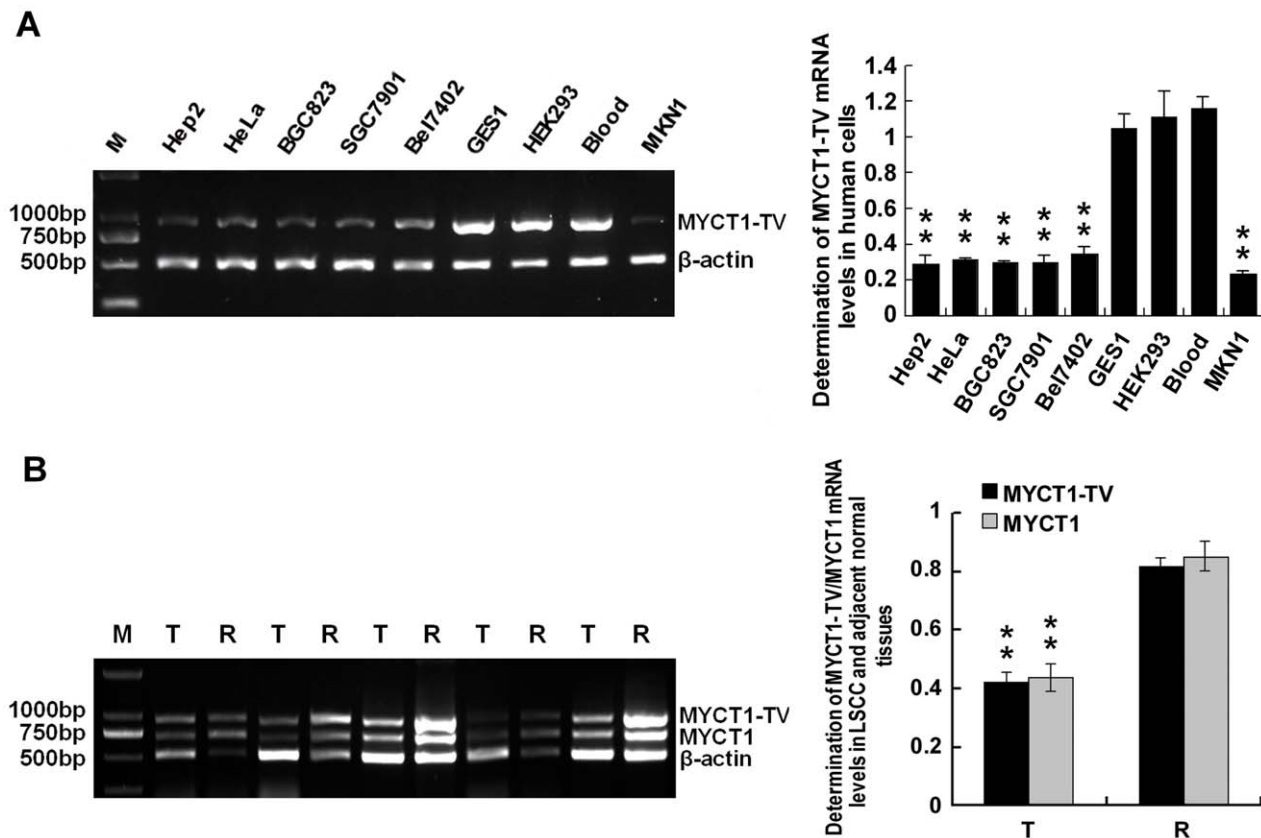 A
M Hep2 HeLa BGC823 SGC7901 Bel7402 GES1 HEK293 Blood MKN1
1000bp
750bp
500bp
MYCT1-TV
β-actin
Determination of MYCT1-TV mRNA
levels in human cells
1.4
1.2
1
0.8
0.6
0.4
0.2
0
** ** ** ** ** **
Hep2 HeLa BGC823 SGC7901 Bel7402 GES1 HEK293 Blood MKN1
B
M T R T R T R T R T R
1000bp
750bp
500bp
MYCT1-TV
MYCT1
β-actin
Determination of MYCT1-TV/MYCT1 mRNA
levels in LSCC and adjacent normal
tissues
MYCT1-TV
MYCT1
1
0.8
0.6
0.4
0.2
0
** **
T R